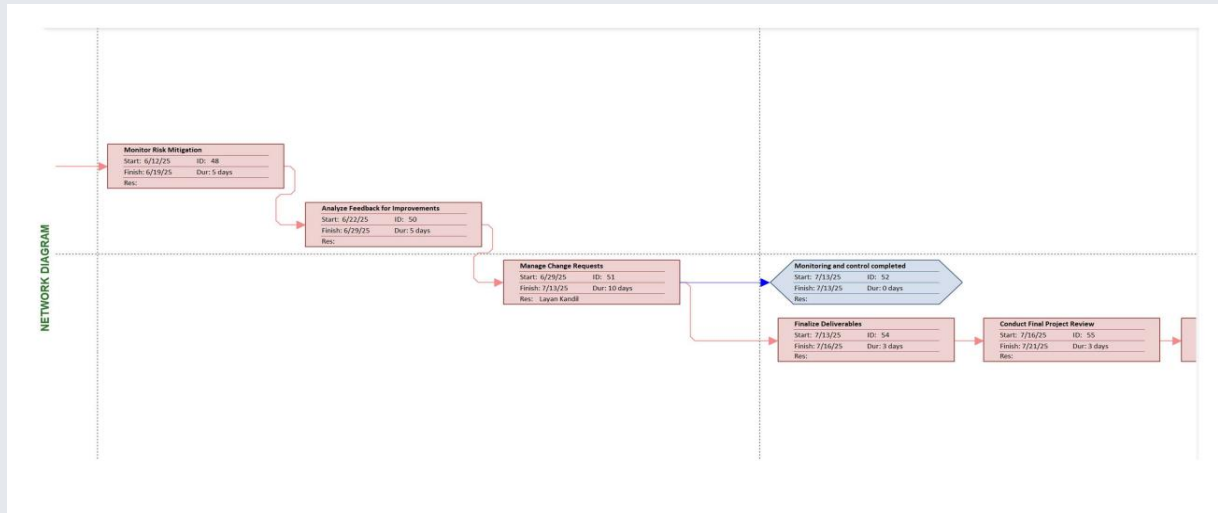 NETWORK DIAGRAM
Monitor Risk Mitigation
Start: 6/12/25 ID: 48
Finish: 6/19/25 Dur: 5 days
Res:
Analyze Feedback for Improvements
Start: 6/22/25 ID: 50
Finish: 6/29/25 Dur: 5 days
Res:
Manage Change Requests
Start: 6/29/25 ID: 51
Finish: 7/13/25 Dur: 10 days
Res: Layan Kandil
Monitoring and control completed
Start: 7/13/25 ID: 52
Finish: 7/13/25 Dur: 0 days
Res:
Finalize Deliverables
Start: 7/13/25 ID: 54
Finish: 7/16/25 Dur: 3 days
Res:
Conduct Final Project Review
Start: 7/16/25 ID: 55
Finish: 7/21/25 Dur: 3 days
Res: